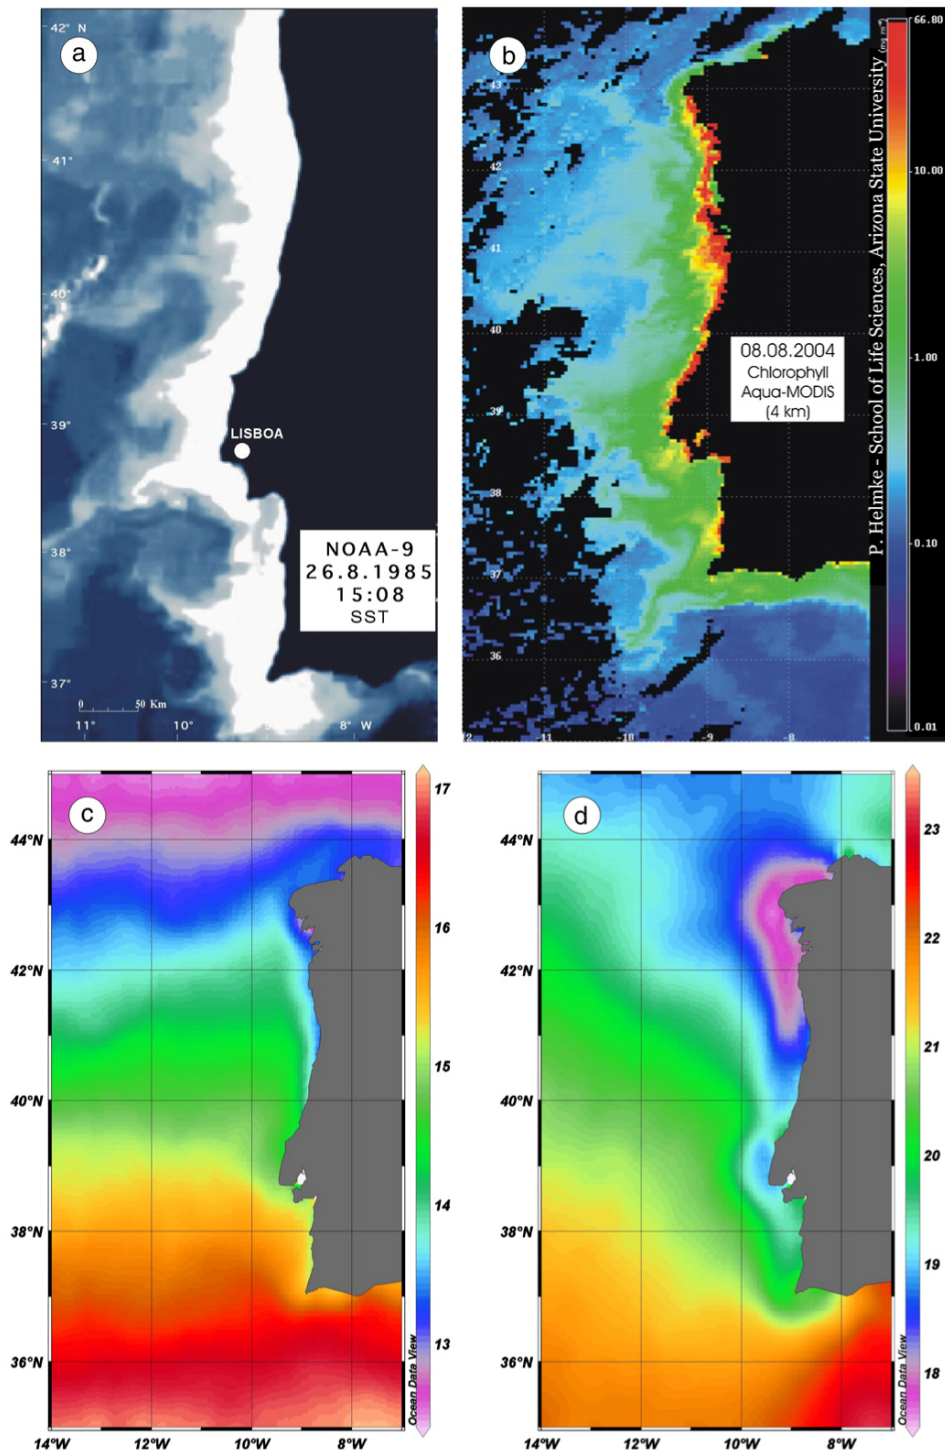 a
42° N
41°
40°
39°
38°
37°
LISBOA
NOAA-9
26.8.1985
15:08
SST
0 50 Km
11° 10° 9° 8° W
b
43
42
41
40
39
38
37
36
12 -11 -10 -9 -8
08.08.2004
Chlorophyll
Aqua-MODIS
(4 km)
P. Helmke - School of Life Sciences, Arizona State University
66.80
10.00
1.00
0.10
0.01
c
44°N
42°N
40°N
38°N
36°N
14°W 12°W 10°W 8°W
17
16
15
14
13
Ocean Data View
d
44°N
42°N
40°N
38°N
36°N
14°W 12°W 10°W 8°W
23
22
21
20
19
18
Ocean Data View